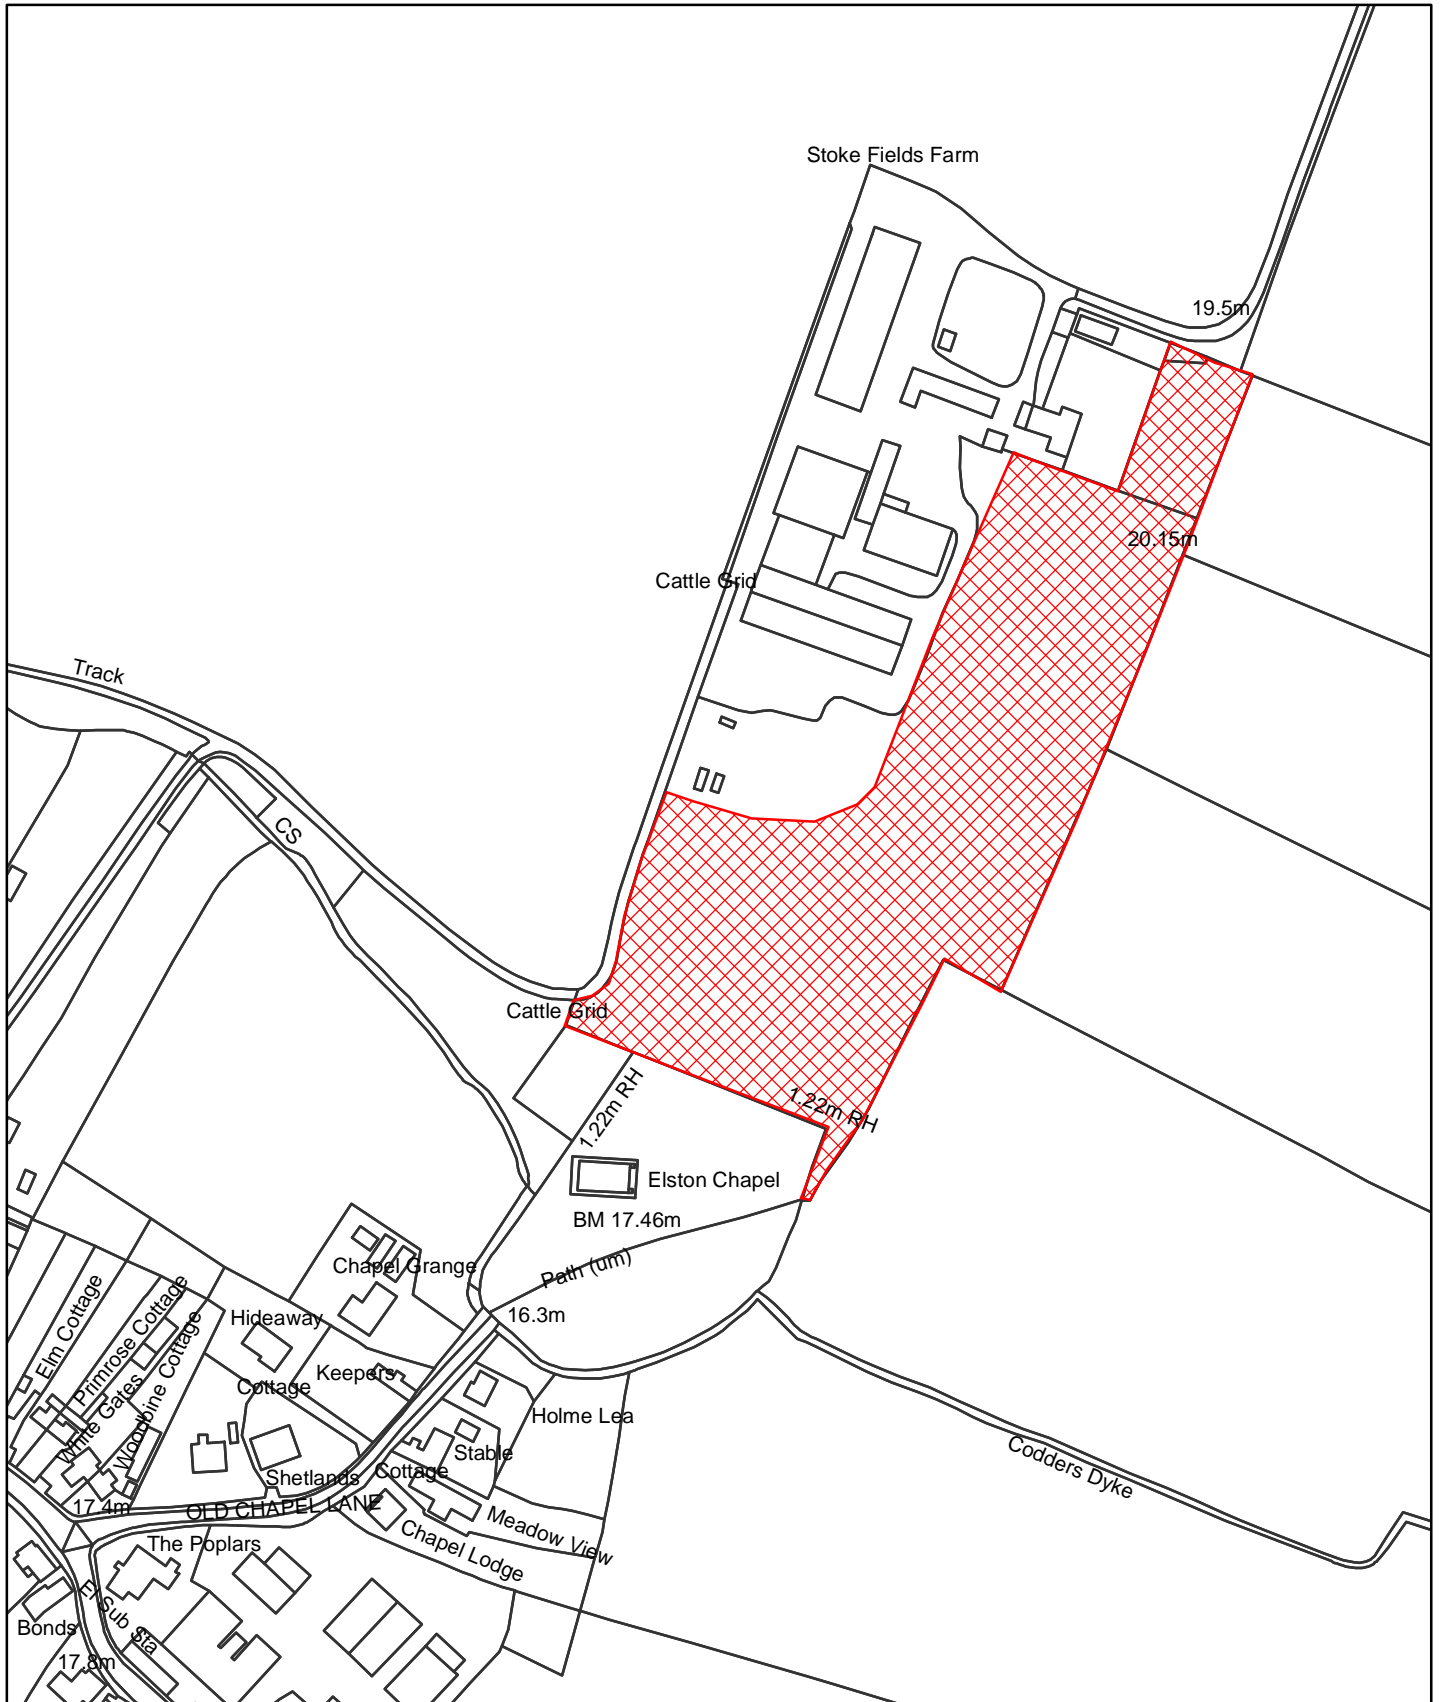 Stoke Fields Farm
19.5m
20.15m
Cattle Grid
Track
CS
Cattle Grid
1.22m RH
1.22m RH
Elston Chapel
BM 17.46m
Path (um)
Chapel Grange
16.3m
Hideaway
Elm Cottage
Primrose Cottage
White Gates
Woodbine Cottage
Keepers
Cottage
Holme Lea
Stable
Cottage
Shetlands
Codders Dyke
17.4m
OLD CHAPEL LANE
Meadow View
Chapel Lodge
The Poplars
El Sub Sta
Bonds
17.8m